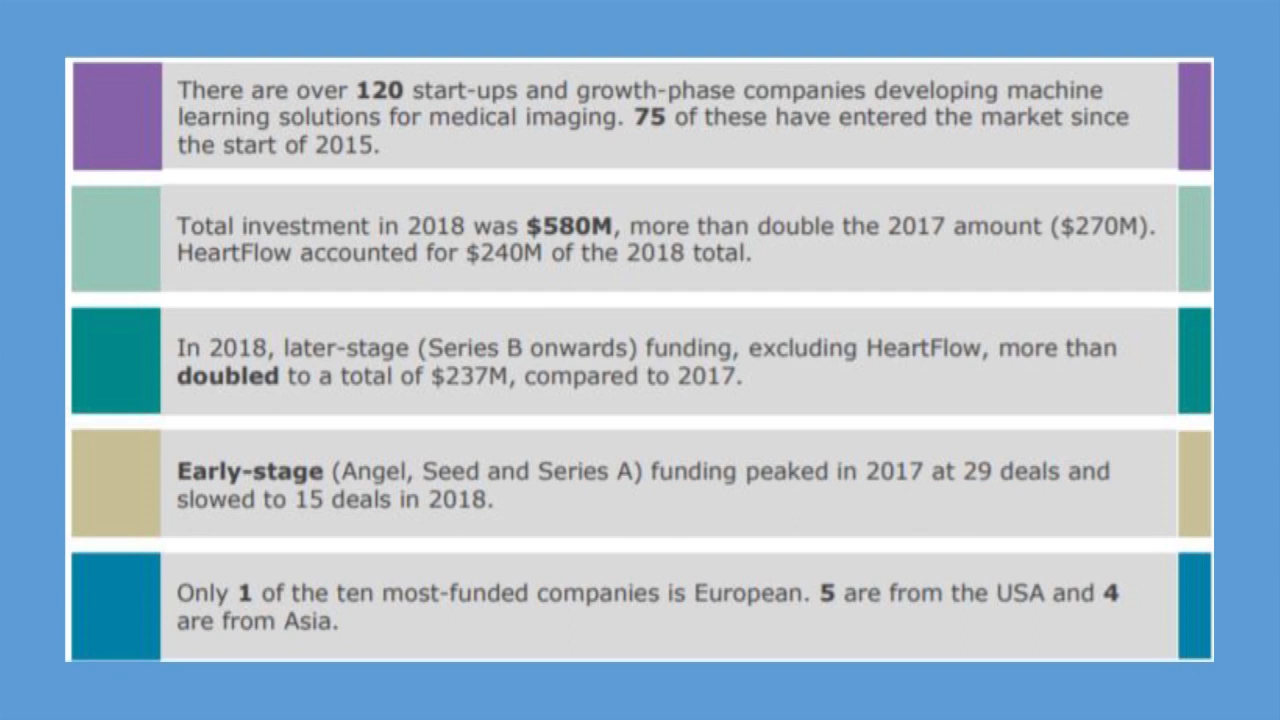 There are over 120 start-ups and growth-phase companies developing machine
learning solutions for medical imaging. 75 of these have entered the market since
the start of 2015.
Total investment in 2018 was $580M, more than double the 2017 amount ($270M).
HeartFlow accounted for $240M of the 2018 total.
In 2018, later-stage (Series B onwards) funding, excluding HeartFlow, more than
doubled to a total of $237M, compared to 2017.
Early-stage (Angel, Seed and Series A) funding peaked in 2017 at 29 deals and
slowed to 15 deals in 2018.
Only 1 of the ten most-funded companies is European. 5 are from the USA and 4
are from Asia.